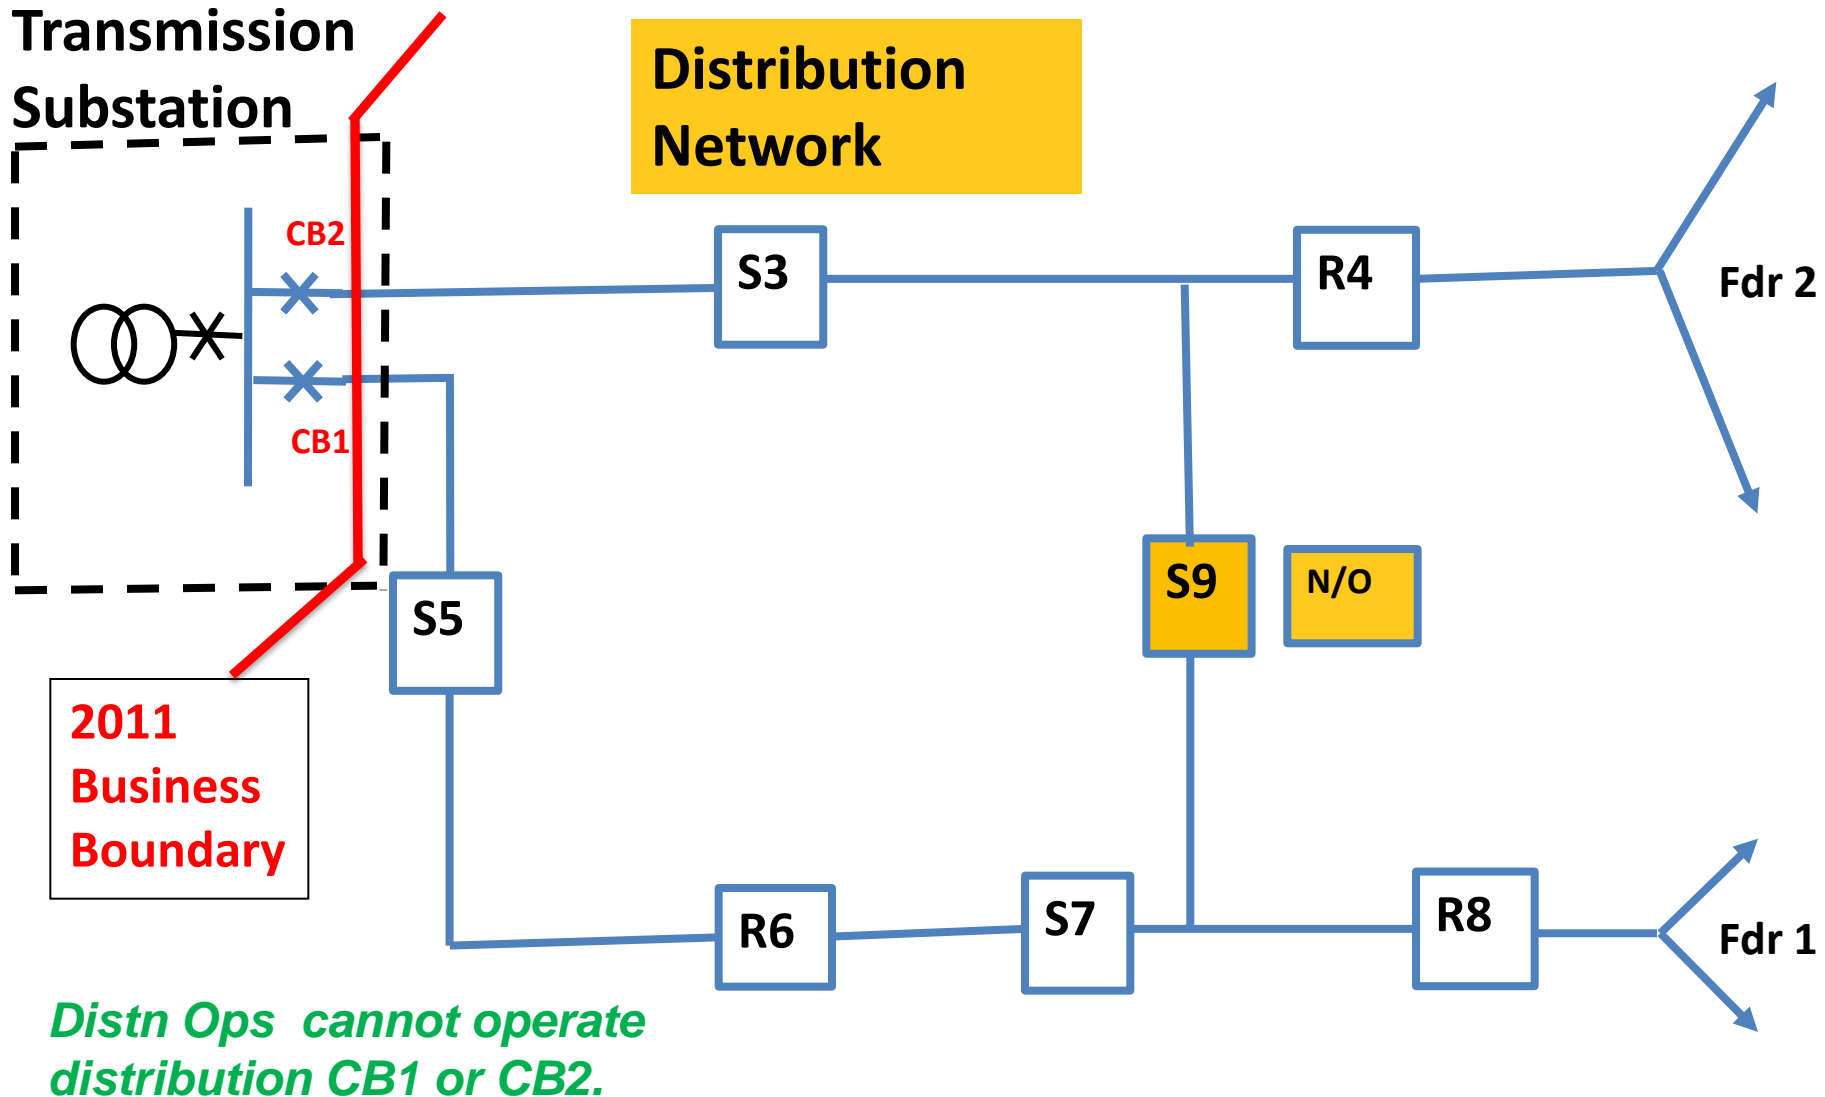 Transmission
Substation
Distribution
Network
CB2
S3
R4
Fdr 2
CB1
S9
N/O
S5
2011
Business
Boundary
R6
S7
R8
Fdr 1
Distn Ops  cannot operate
distribution CB1 or CB2.